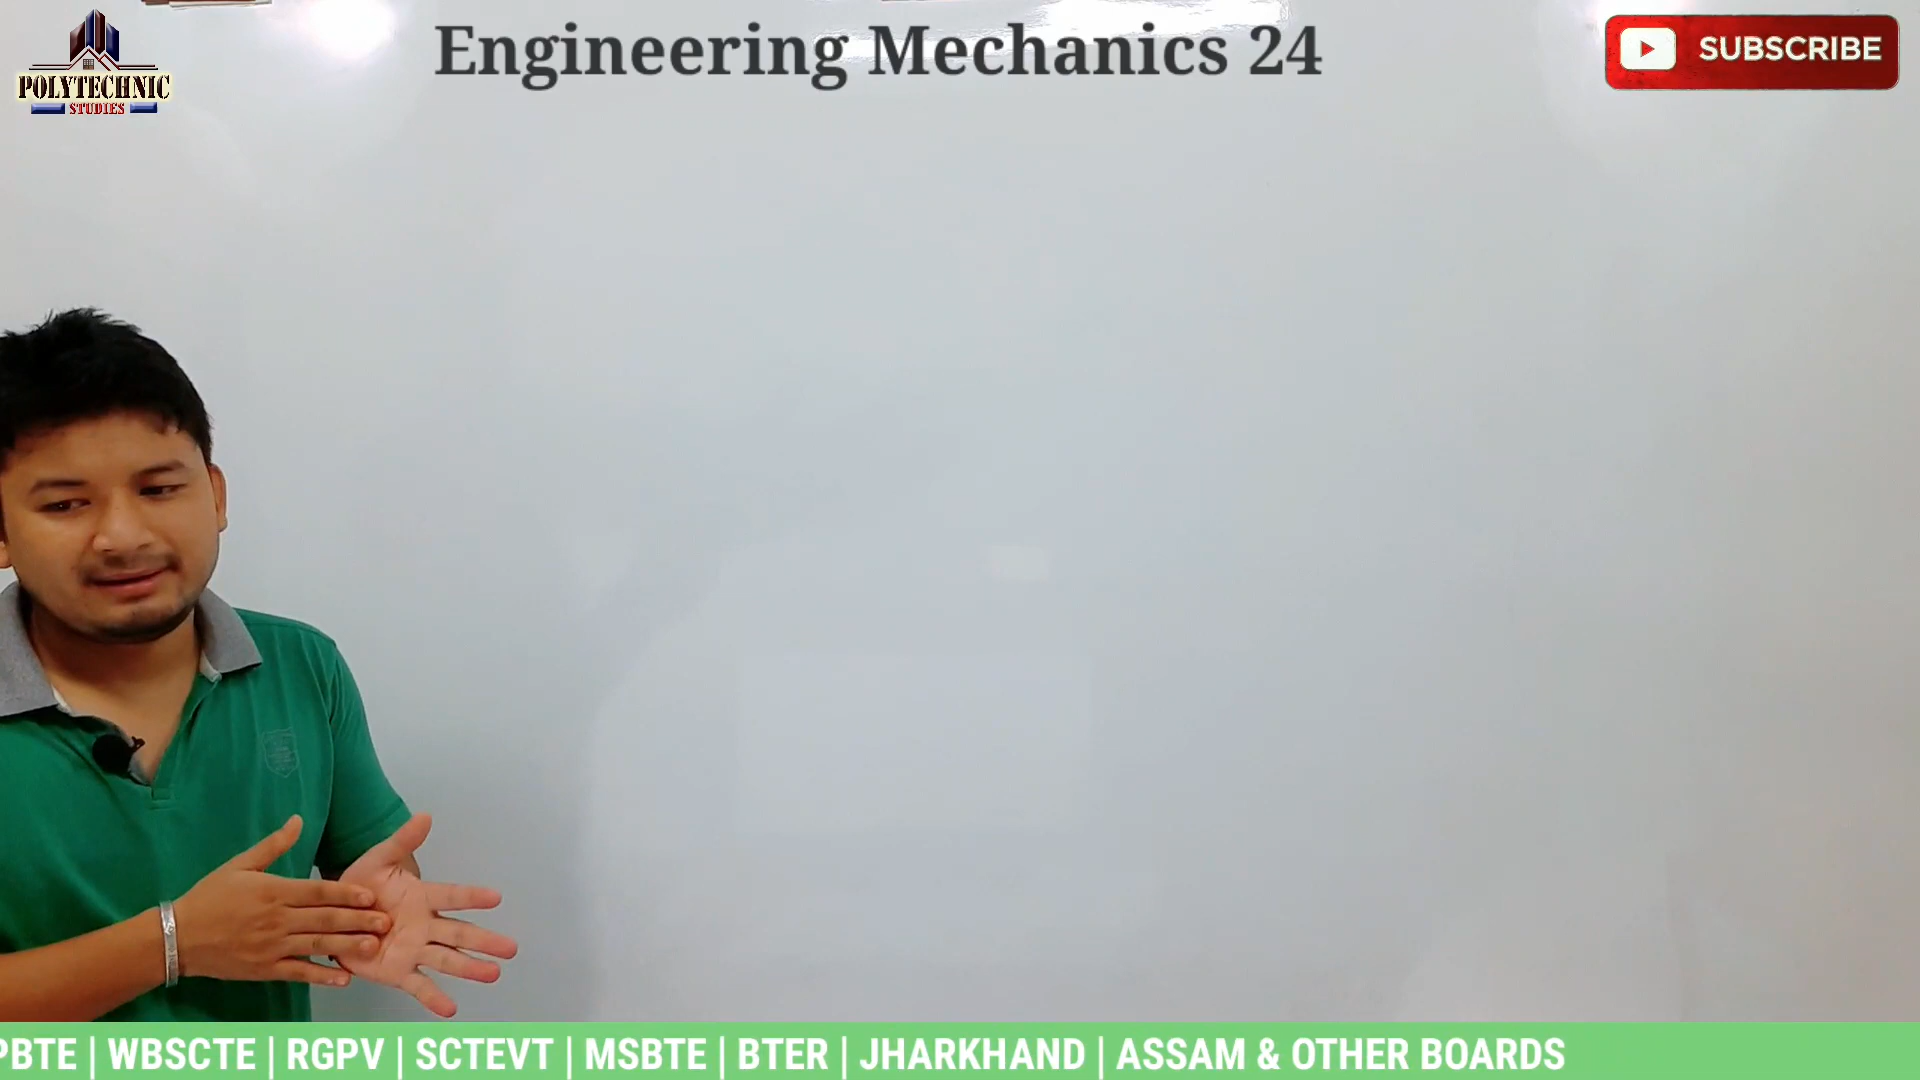 Engineering Mechanics 24
SUBSCRIBE
POLYTECHNIC
STUDIES
PBTE | WBSCTE | RGPV | SCTEVT | MSBTE | BTER | JHARKHAND | ASSAM & OTHER BOARDS